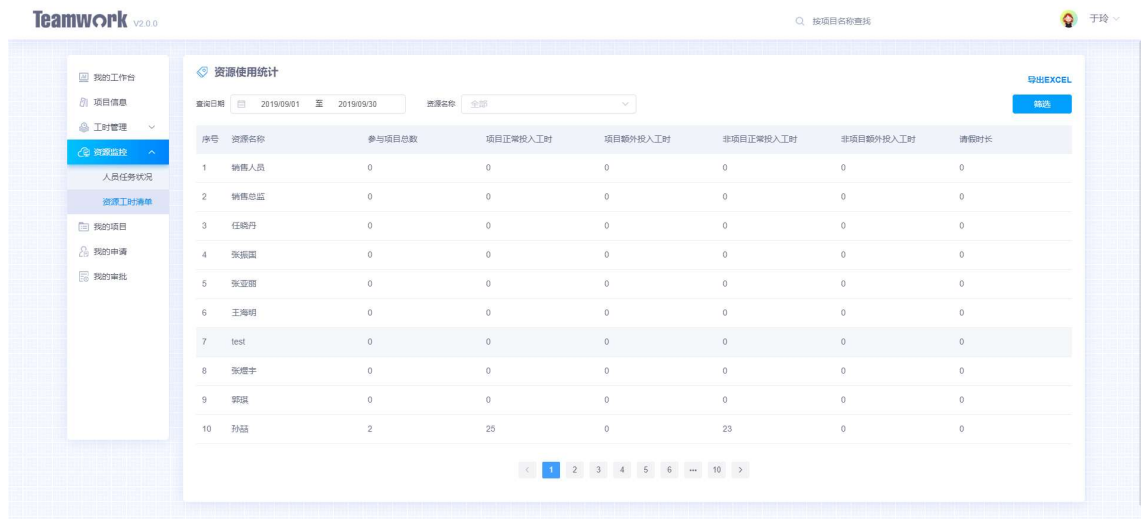 Teamwork V2.0.0
按项目名称查找
于玲
我的工作台
项目信息
工时管理
资源监控
人员任务状况
资源工时清单
我的项目
我的申请
我的审批
资源使用统计
导出EXCEL
查询日期 2019/09/01 至 2019/09/30 资源名称 全部 筛选
序号 资源名称 参与项目总数 项目正常投入工时 项目额外投入工时 非项目正常投入工时 非项目额外投入工时 请假时长
1 销售人员 0 0 0 0 0 0
2 销售总监 0 0 0 0 0 0
3 任晓丹 0 0 0 0 0 0
4 张振国 0 0 0 0 0 0
5 张亚丽 0 0 0 0 0 0
6 王海明 0 0 0 0 0 0
7 test 0 0 0 0 0 0
8 张熠宇 0 0 0 0 0 0
9 郭琪 0 0 0 0 0 0
10 孙喆 2 25 0 23 0 0
< 1 2 3 4 5 6 ••• 10 >